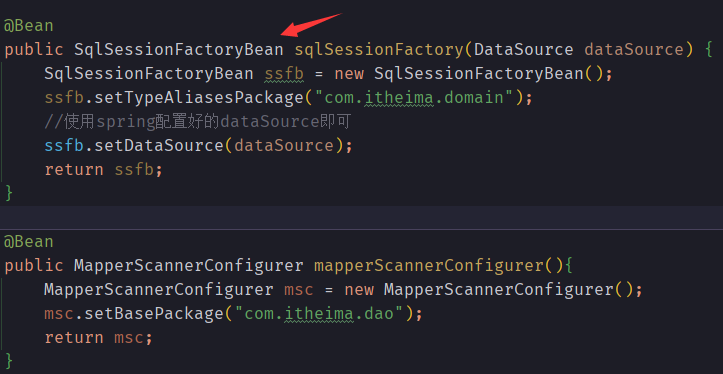 @Bean
public SqlSessionFactoryBean sqlSessionFactory(DataSource dataSource) {
    SqlSessionFactoryBean ssfb = new SqlSessionFactoryBean();
    ssfb.setTypeAliasesPackage("com.itheima.domain");
    //使用spring配置好的dataSource即可
    ssfb.setDataSource(dataSource);
    return ssfb;
}
@Bean
public MapperScannerConfigurer mapperScannerConfigurer(){
    MapperScannerConfigurer msc = new MapperScannerConfigurer();
    msc.setBasePackage("com.itheima.dao");
    return msc;
}